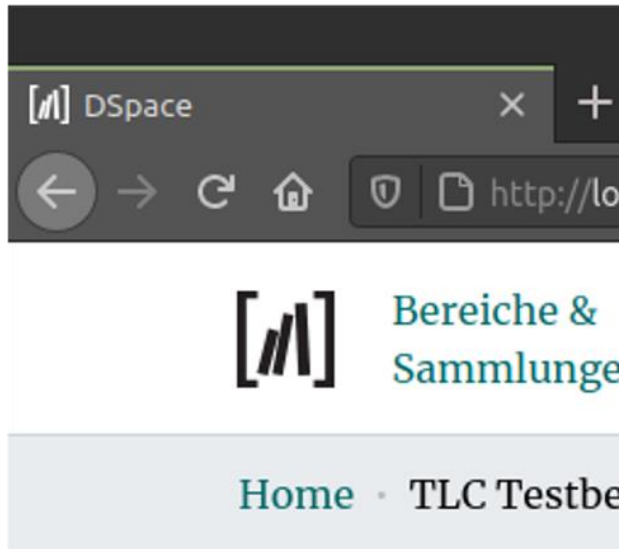 DSpace
http://lo
Bereiche &
Sammlunge
Home · TLC Testbe